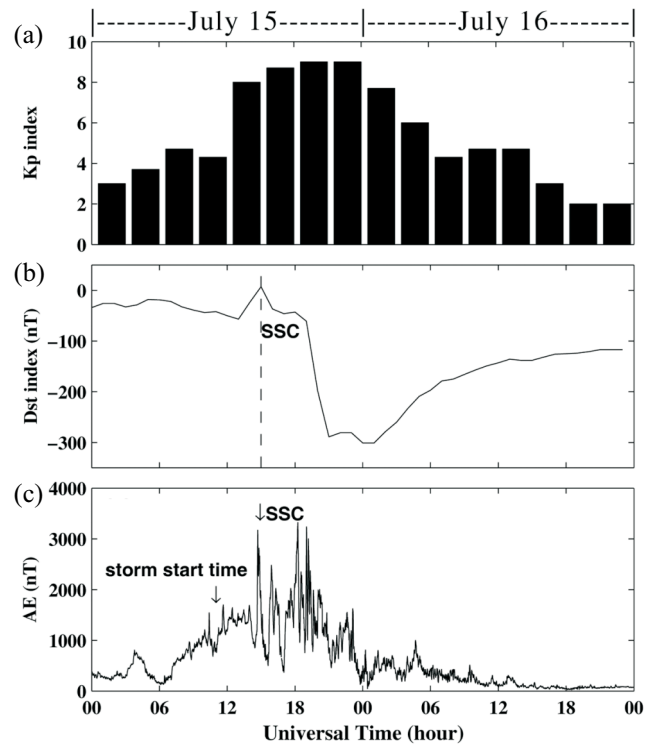 July 15 July 16
(a)
10
8
6
4
2
0
Kp index
(b)
0
−100
−200
−300
Dst index (nT)
SSC
(c)
4000
3000
2000
1000
0
AE (nT)
SSC
storm start time
00 06 12 18 00 06 12 18 00
Universal Time (hour)